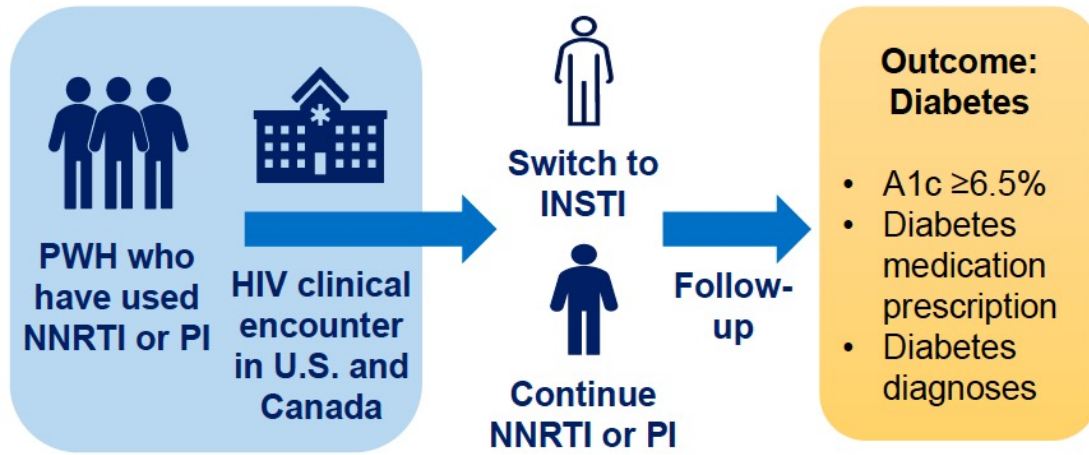 PWH who
have used
NNRTI or PI
HIV clinical
encounter
in U.S. and
Canada
Switch to
INSTI
Continue
NNRTI or PI
Follow-
up
Outcome:
Diabetes
• A1c ≥6.5%
• Diabetes
medication
prescription
• Diabetes
diagnoses